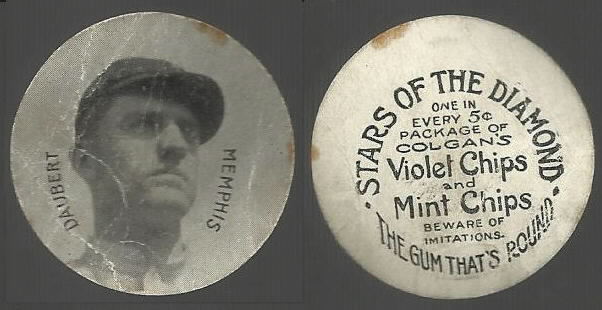 DAUBERT
MEMPHIS
· STARS OF THE DIAMOND ·
ONE IN
EVERY 5¢
PACKAGE OF
COLGAN'S
Violet Chips
and
Mint Chips
BEWARE OF
IMITATIONS.
THE GUM THAT'S ROUND